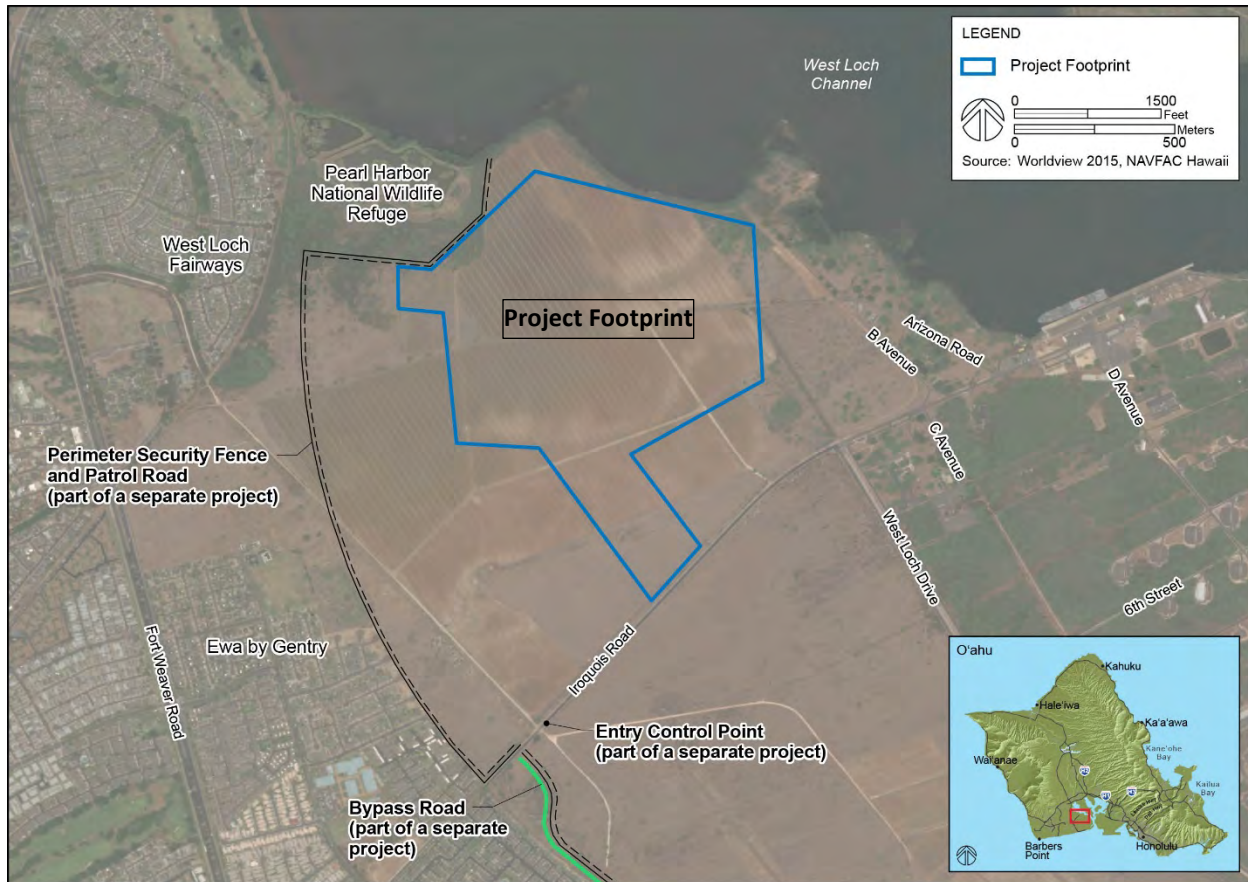 West Loch
Channel
LEGEND
Project Footprint
0
1500
Feet
Meters
0
500
Source: Worldview 2015, NAVFAC Hawaii
Pearl Harbor
National Wildlife
Refuge
West Loch
Fairways
Project Footprint
Arizona Road
B Avenue
D Avenue
C Avenue
Perimeter Security Fence
and Patrol Road
(part of a separate project)
West Loch Drive
6th Street
Fort Weaver Road
Ewa by Gentry
Iroquois Road
Entry Control Point
(part of a separate project)
Bypass Road
(part of a separate
project)
O'ahu
Kahuku
Hale'iwa
Ka'a'awa
Kane'ohe
Bay
Wai'anae
Kailua
Bay
Barbers
Point
Honolulu